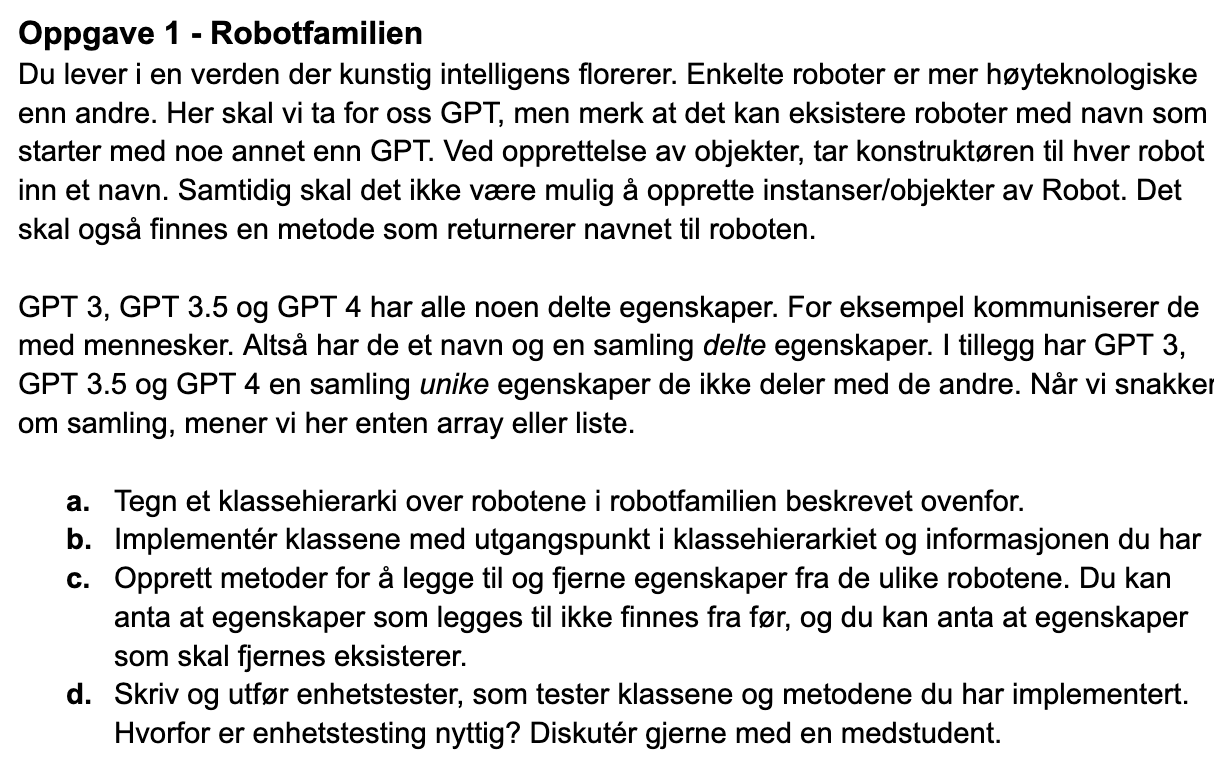 Oppgave 1 - Robotfamilien
Du lever i en verden der kunstig intelligens florerer. Enkelte roboter er mer høyteknologiske
enn andre. Her skal vi ta for oss GPT, men merk at det kan eksistere roboter med navn som
starter med noe annet enn GPT. Ved opprettelse av objekter, tar konstruktøren til hver robot
inn et navn. Samtidig skal det ikke være mulig å opprette instanser/objekter av Robot. Det
skal også finnes en metode som returnerer navnet til roboten.
GPT 3, GPT 3.5 og GPT 4 har alle noen delte egenskaper. For eksempel kommuniserer de
med mennesker. Altså har de et navn og en samling delte egenskaper. I tillegg har GPT 3,
GPT 3.5 og GPT 4 en samling unike egenskaper de ikke deler med de andre. Når vi snakker
om samling, mener vi her enten array eller liste.
a. Tegn et klassehierarki over robotene i robotfamilien beskrevet ovenfor.
b. Implementér klassene med utgangspunkt i klassehierarkiet og informasjonen du har
c. Opprett metoder for å legge til og fjerne egenskaper fra de ulike robotene. Du kan
anta at egenskaper som legges til ikke finnes fra før, og du kan anta at egenskaper
som skal fjernes eksisterer.
d. Skriv og utfør enhetstester, som tester klassene og metodene du har implementert.
Hvorfor er enhetstesting nyttig? Diskutér gjerne med en medstudent.